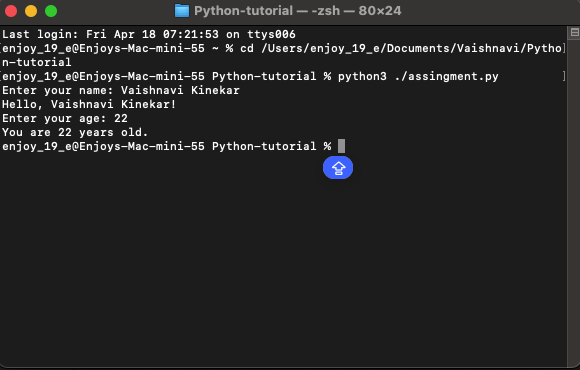 Python-tutorial — -zsh — 80×24
Last login: Fri Apr 18 07:21:53 on ttys006
[enjoy_19_e@Enjoys-Mac-mini-55 ~ % cd /Users/enjoy_19_e/Documents/Vaishnavi/Pytho]
n-tutorial
[enjoy_19_e@Enjoys-Mac-mini-55 Python-tutorial % python3 ./assingment.py ]
Enter your name: Vaishnavi Kinekar
Hello, Vaishnavi Kinekar!
Enter your age: 22
You are 22 years old.
enjoy_19_e@Enjoys-Mac-mini-55 Python-tutorial %